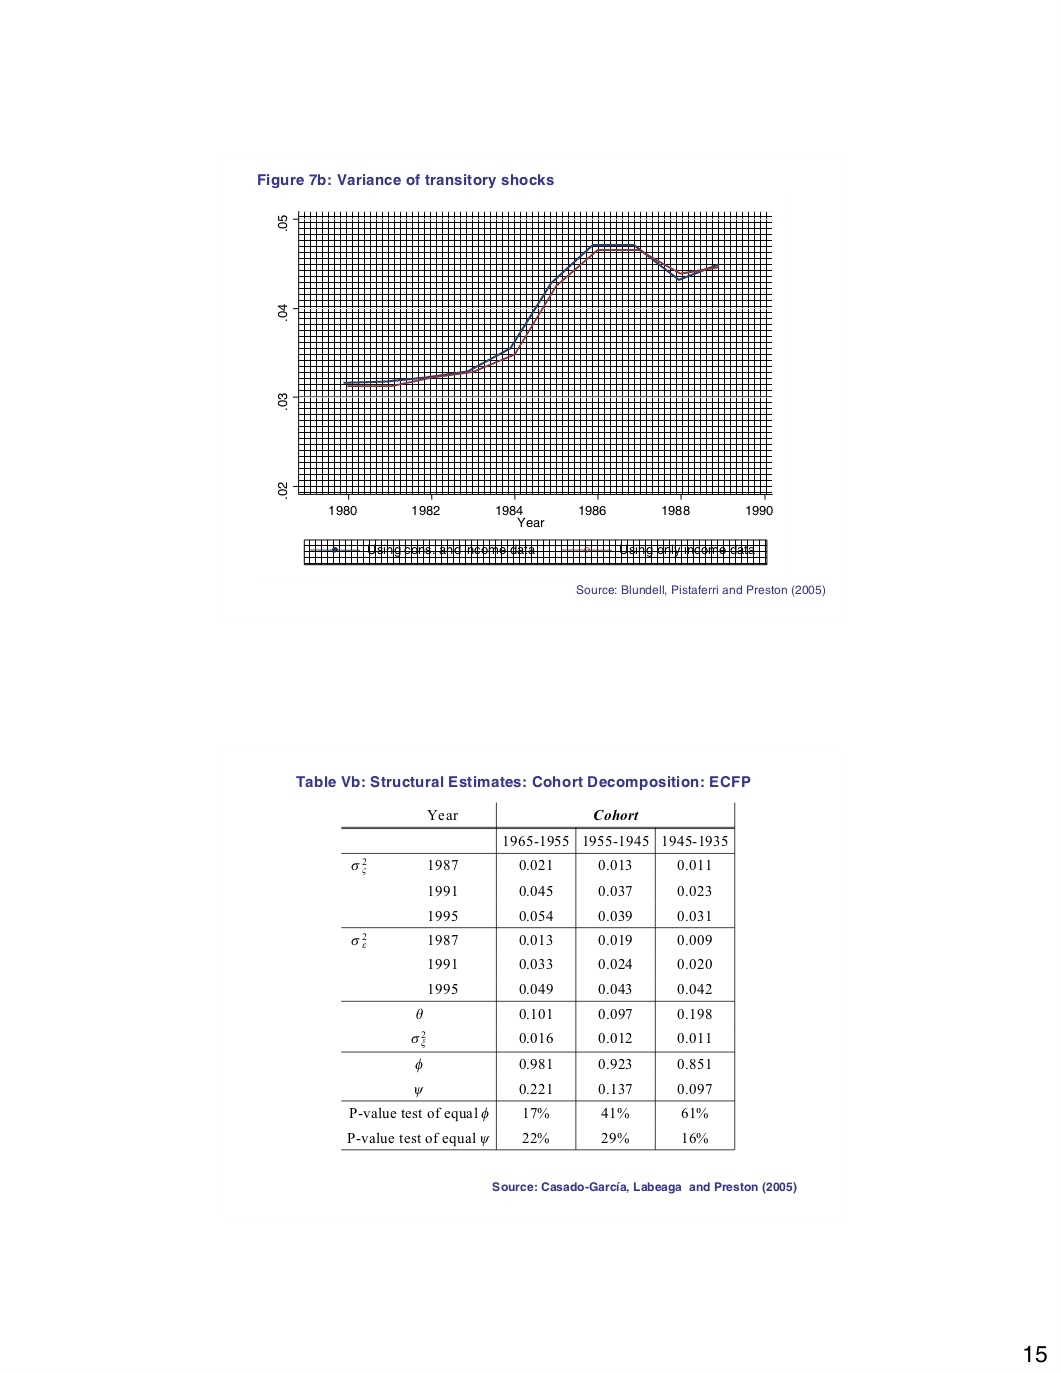 Figure 7b: Variance of transitory shocks
.05
.04
.03
.02
1980 1982 1984 1986 1988 1990
Year
Using cons. and income data Using only income data
Source: Blundell, Pistaferri and Preston (2005)
Table Vb: Structural Estimates: Cohort Decomposition: ECFP
Year Cohort
1965-1955 1955-1945 1945-1935
σ²ζ 1987 0.021 0.013 0.011
1991 0.045 0.037 0.023
1995 0.054 0.039 0.031
σ²ε 1987 0.013 0.019 0.009
1991 0.033 0.024 0.020
1995 0.049 0.043 0.042
θ 0.101 0.097 0.198
σ²ξ 0.016 0.012 0.011
ϕ 0.981 0.923 0.851
ψ 0.221 0.137 0.097
P-value test of equal ϕ 17% 41% 61%
P-value test of equal ψ 22% 29% 16%
Source: Casado-García, Labeaga and Preston (2005)
15